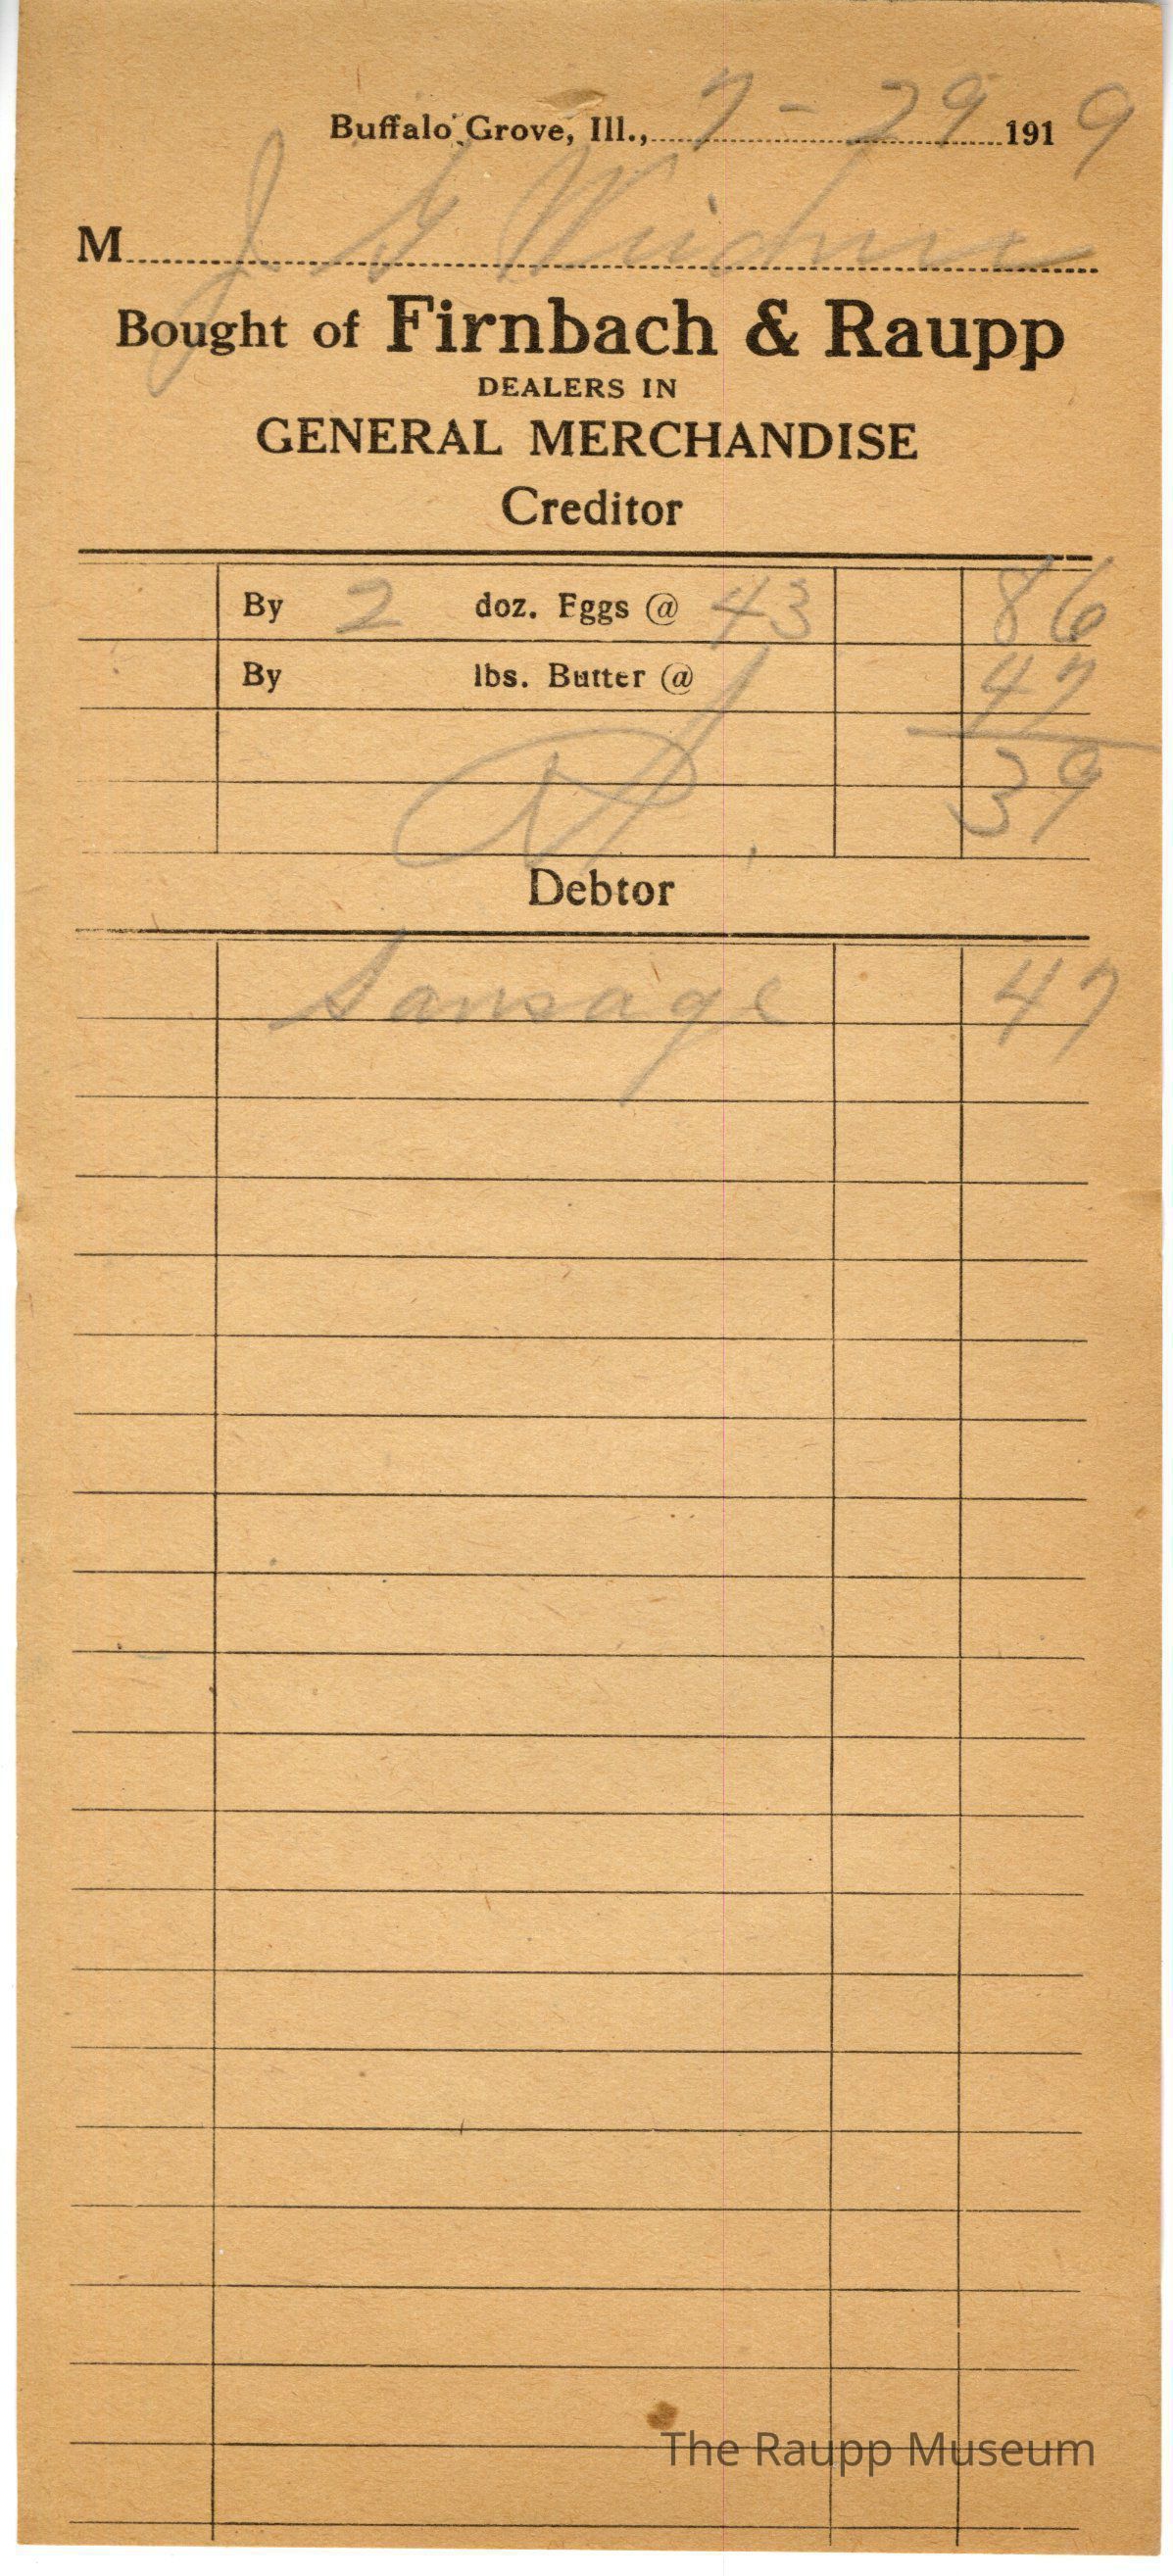 Buffalo Grove, Ill., 7 - 29 1919
M J G
Bought of Firnbach & Raupp
DEALERS IN
GENERAL MERCHANDISE
Creditor
By 2 doz. Eggs @ 43 86
By lbs. Butter @ 47
39
Debtor
Sausage 47
The Raupp Museum